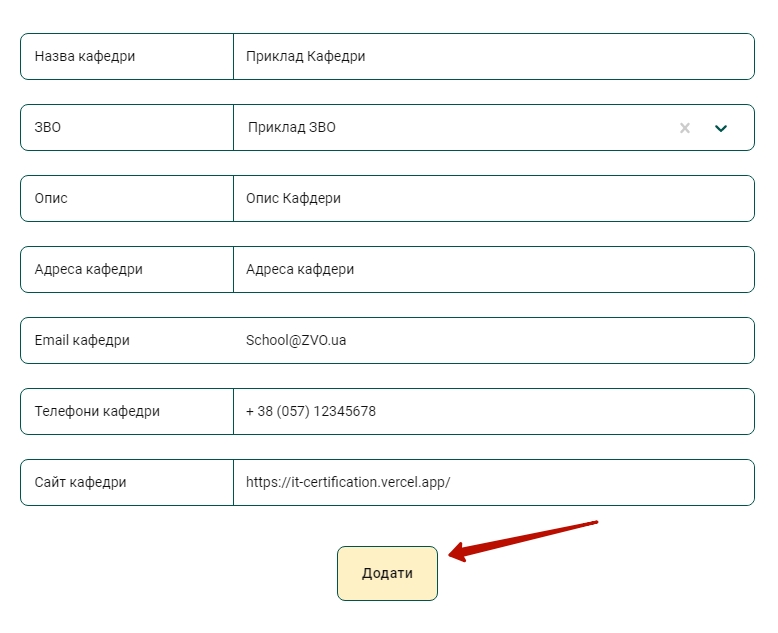 Назва кафедри Приклад Кафедри
ЗВО Приклад ЗВО
Опис Опис Кафдери
Адреса кафедри Адреса кафдери
Email кафедри School@ZVO.ua
Телефони кафедри + 38 (057) 12345678
Сайт кафедри https://it-certification.vercel.app/
Додати